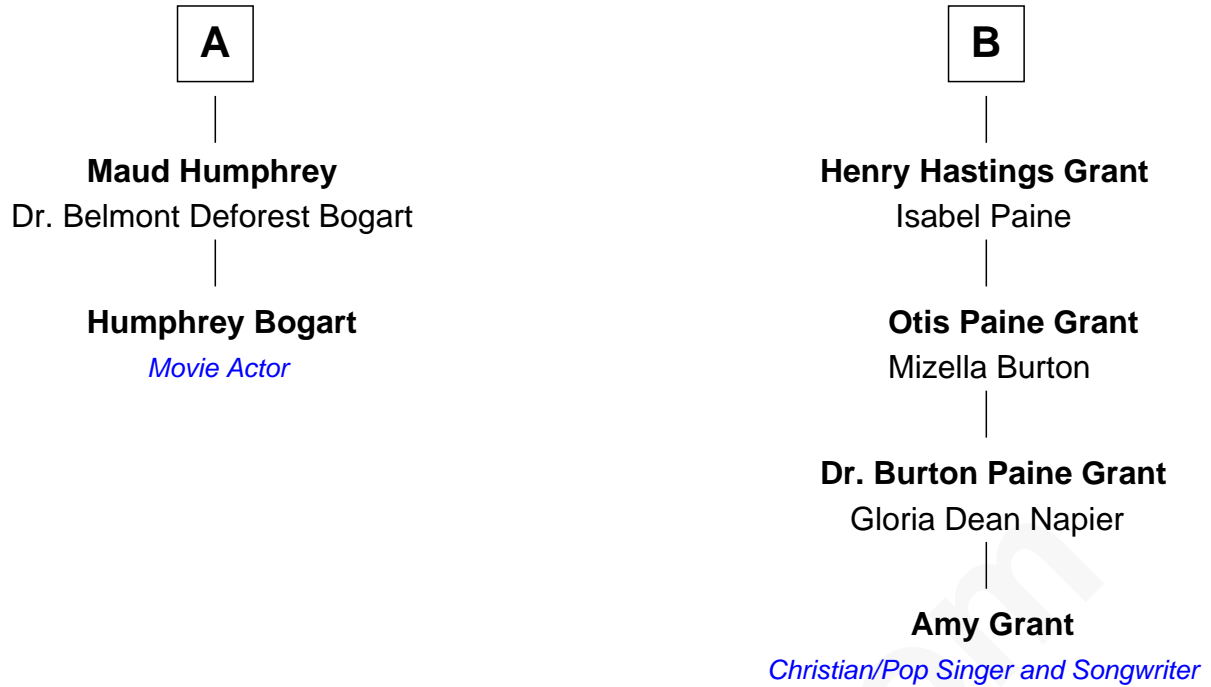 A
Maud Humphrey
Dr. Belmont Deforest Bogart
Humphrey Bogart
Movie Actor
B
Henry Hastings Grant
Isabel Paine
Otis Paine Grant
Mizella Burton
Dr. Burton Paine Grant
Gloria Dean Napier
Amy Grant
Christian/Pop Singer and Songwriter